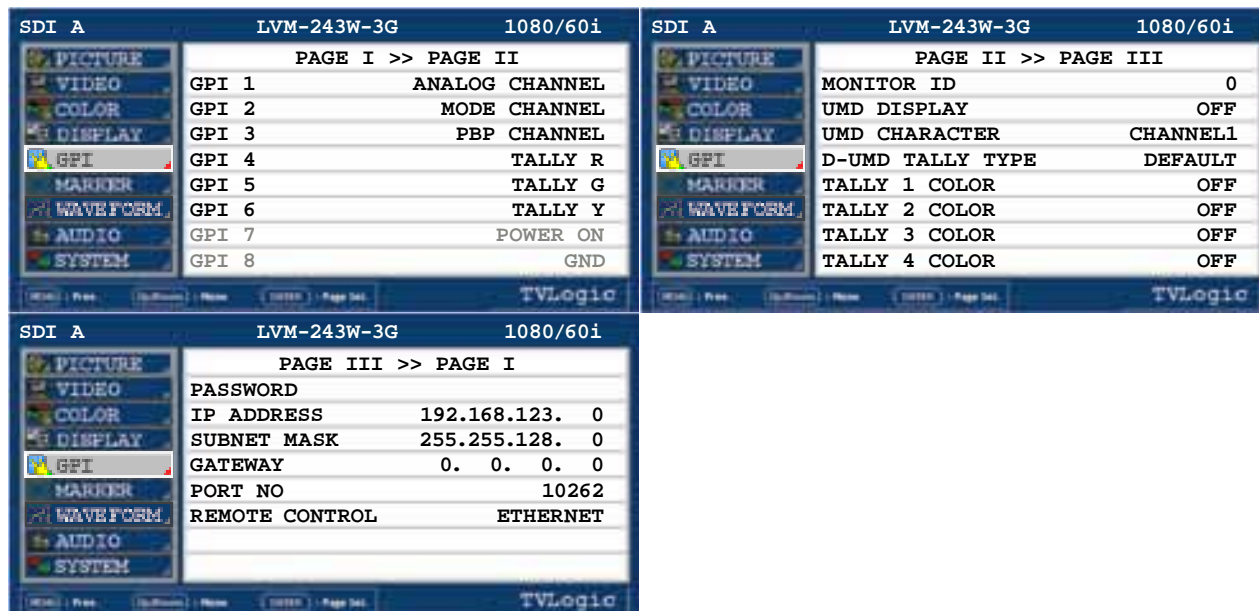 SDI A LVM-243W-3G 1080/60i
PICTURE
VIDEO
COLOR
DISPLAY
GPI
MARKER
WAVEFORM
AUDIO
SYSTEM
PAGE I >> PAGE II
GPI 1 ANALOG CHANNEL
GPI 2 MODE CHANNEL
GPI 3 PBP CHANNEL
GPI 4 TALLY R
GPI 5 TALLY G
GPI 6 TALLY Y
GPI 7 POWER ON
GPI 8 GND
TVLogic
SDI A LVM-243W-3G 1080/60i
PICTURE
VIDEO
COLOR
DISPLAY
GPI
MARKER
WAVEFORM
AUDIO
SYSTEM
PAGE II >> PAGE III
MONITOR ID 0
UMD DISPLAY OFF
UMD CHARACTER CHANNEL1
D-UMD TALLY TYPE DEFAULT
TALLY 1 COLOR OFF
TALLY 2 COLOR OFF
TALLY 3 COLOR OFF
TALLY 4 COLOR OFF
TVLogic
SDI A LVM-243W-3G 1080/60i
PICTURE
VIDEO
COLOR
DISPLAY
GPI
MARKER
WAVEFORM
AUDIO
SYSTEM
PAGE III >> PAGE I
PASSWORD
IP ADDRESS 192.168.123. 0
SUBNET MASK 255.255.128. 0
GATEWAY 0. 0. 0. 0
PORT NO 10262
REMOTE CONTROL ETHERNET
TVLogic